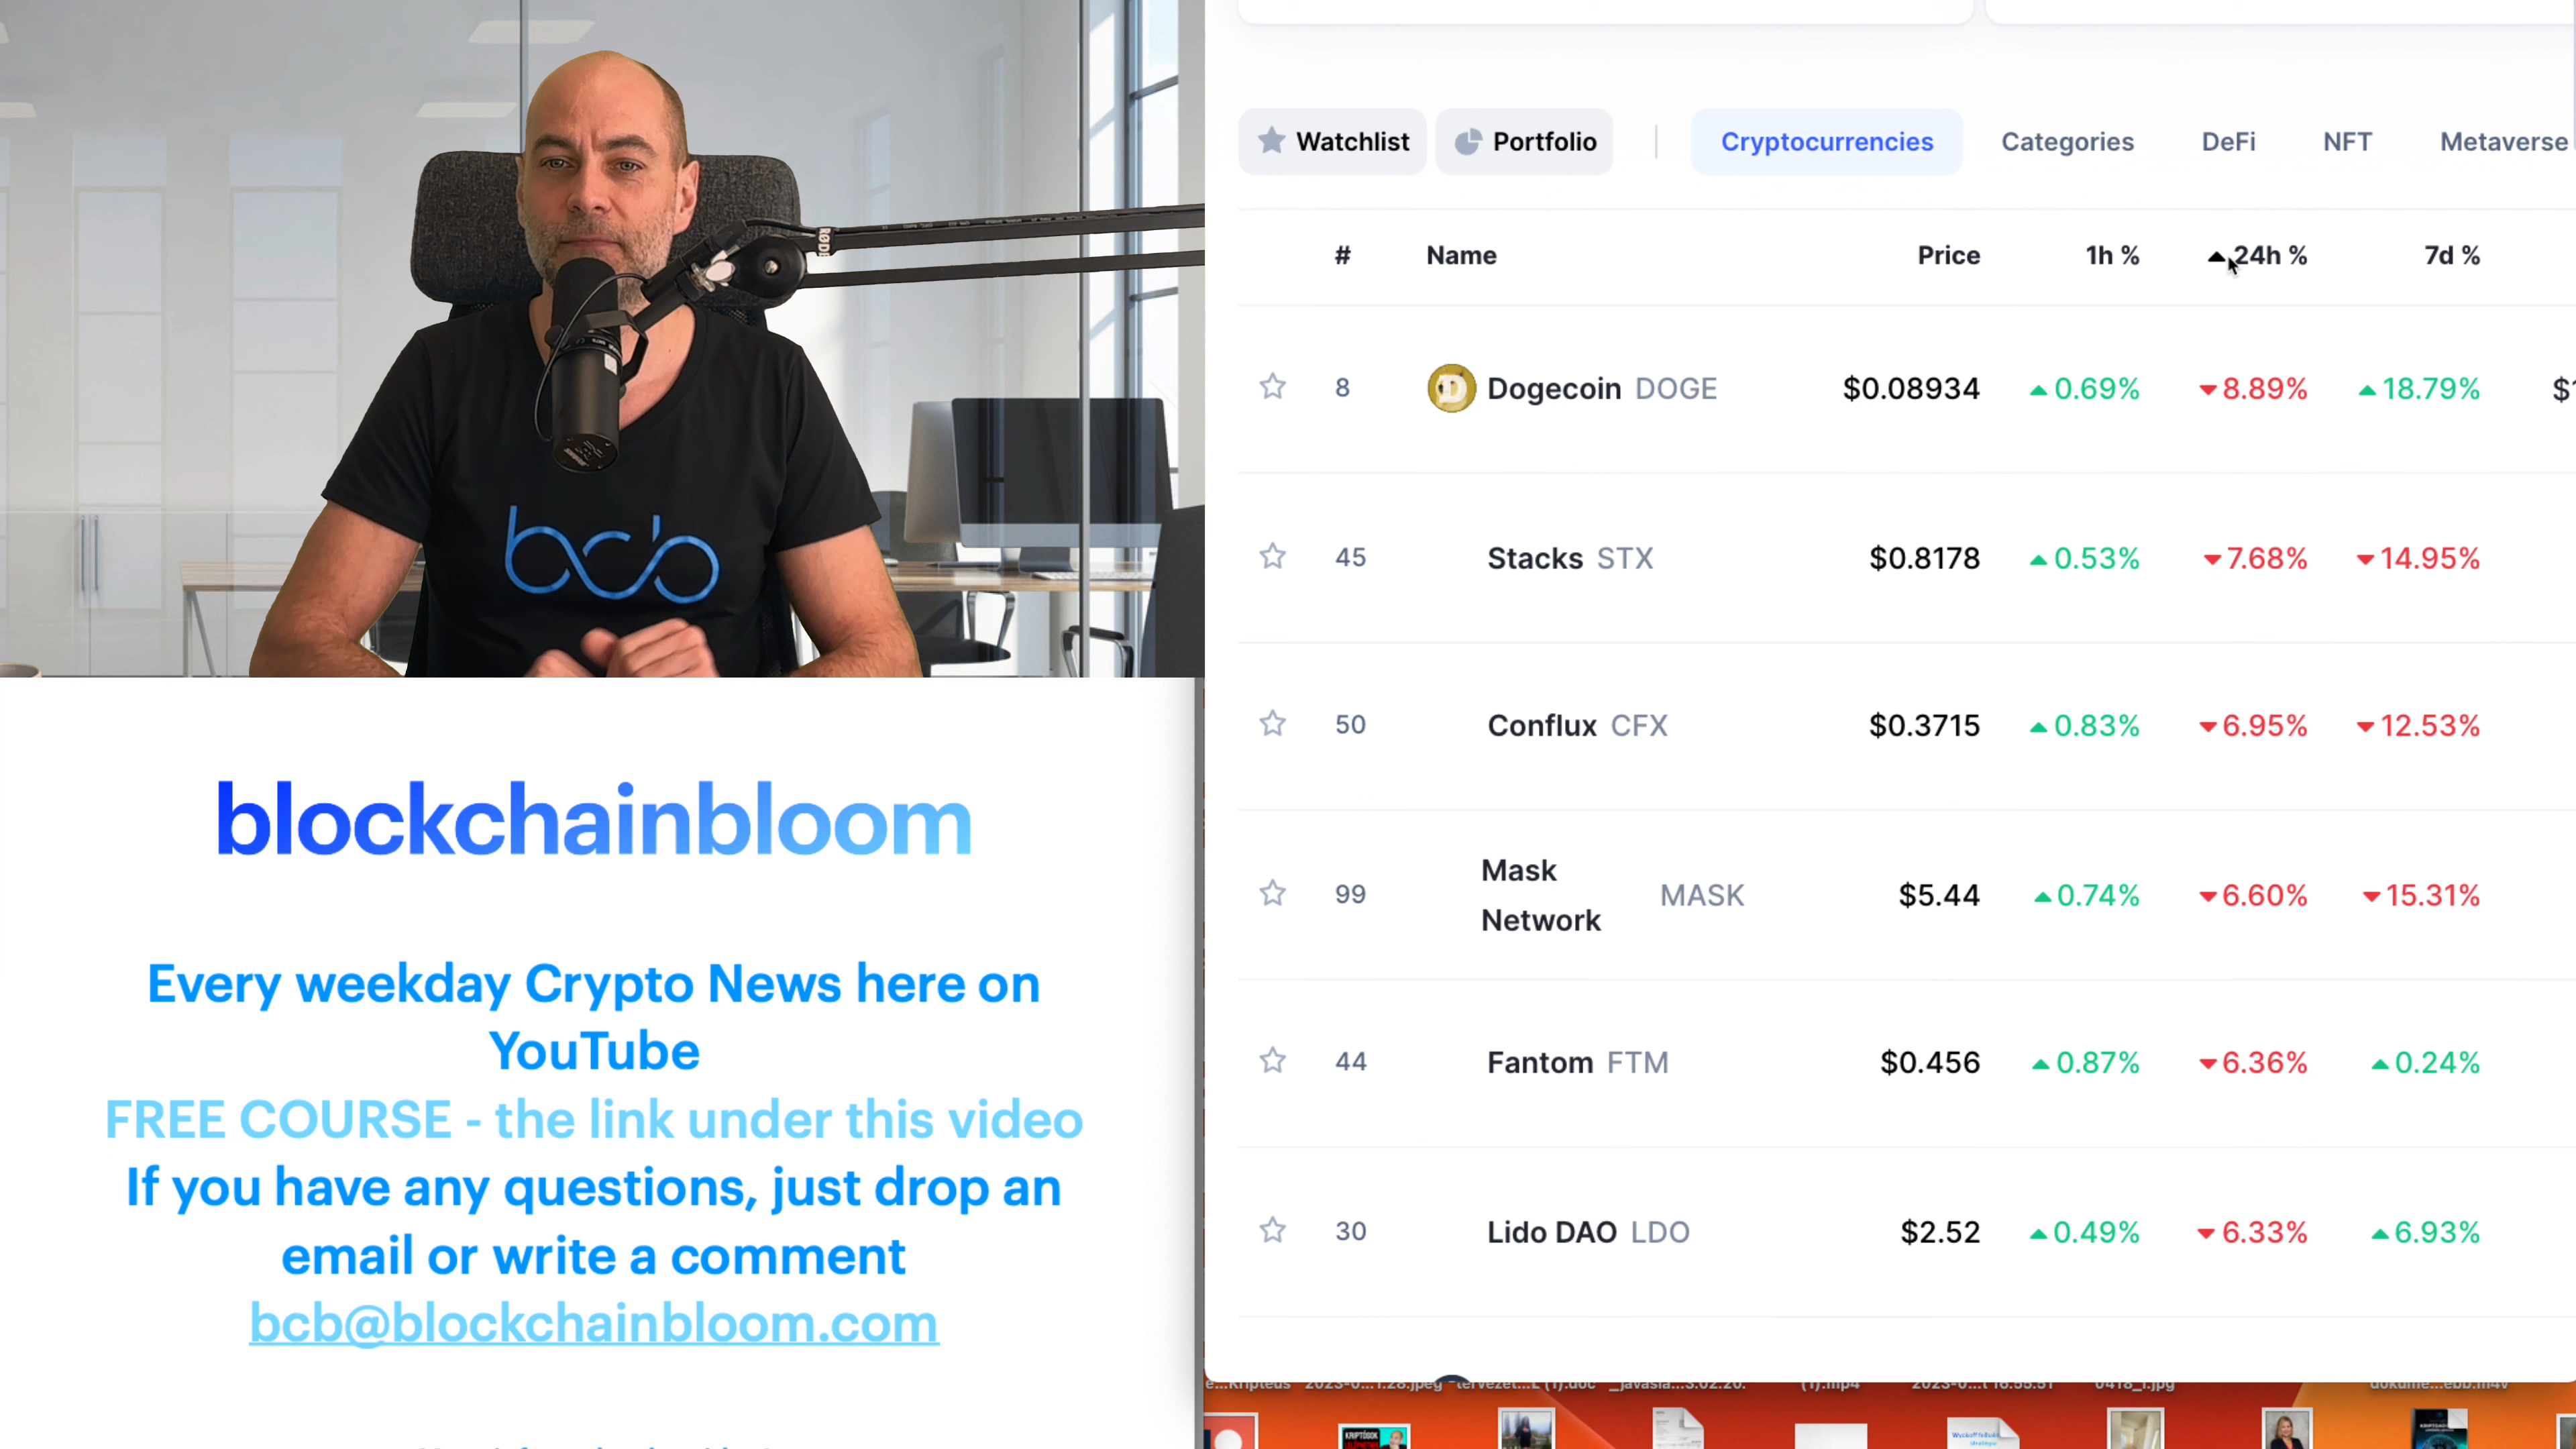 RØDE
bcb
blockchainbloom
Every weekday Crypto News here on
YouTube
FREE COURSE - the link under this video
If you have any questions, just drop an
email or write a comment
bcb@blockchainbloom.com
Watchlist Portfolio Cryptocurrencies Categories DeFi NFT Metaverse
# Name Price 1h % 24h % 7d %
8 Dogecoin DOGE $0.08934 0.69% 8.89% 18.79%
45 Stacks STX $0.8178 0.53% 7.68% 14.95%
50 Conflux CFX $0.3715 0.83% 6.95% 12.53%
99 Mask Network MASK $5.44 0.74% 6.60% 15.31%
44 Fantom FTM $0.456 0.87% 6.36% 0.24%
30 Lido DAO LDO $2.52 0.49% 6.33% 6.93%